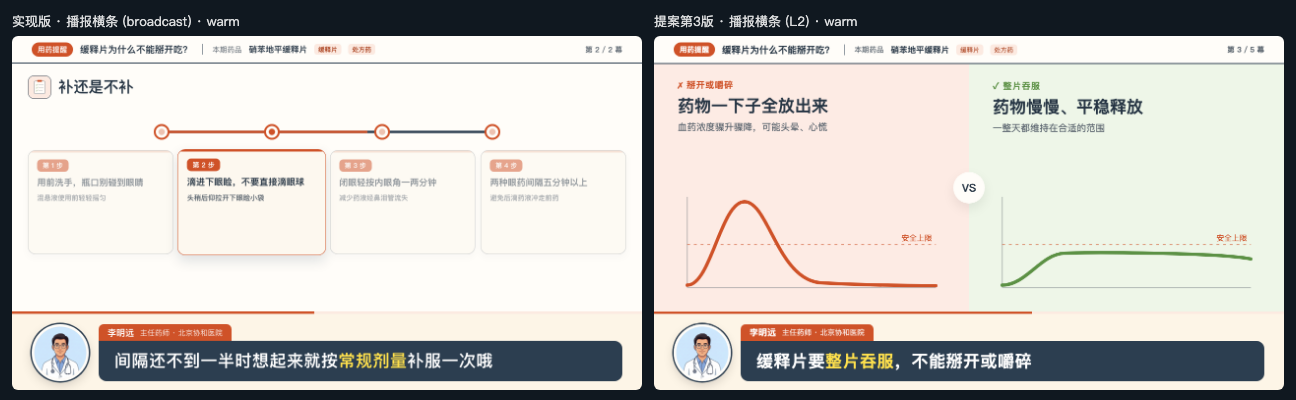 实现版 · 播报横条 (broadcast) · warm
用药提醒 缓释片为什么不能掰开吃? 本期药品 硝苯地平缓释片 缓释片 处方药 第 2 / 2 幕
补还是不补
第 1 步
用前洗手，瓶口别碰到眼睛
混悬液使用前轻轻摇匀
第 2 步
滴进下眼睑，不要直接滴眼球
头稍后仰拉开下眼睑小袋
第 3 步
闭眼轻按内眼角一两分钟
减少药液经鼻泪管流失
第 4 步
两种眼药间隔五分钟以上
避免后滴药液冲走前药
李明远 主任药师 · 北京协和医院
间隔还不到一半时想起来就按常规剂量补服一次哦
提案第3版 · 播报横条 (L2) · warm
用药提醒 缓释片为什么不能掰开吃? 本期药品 硝苯地平缓释片 缓释片 处方药 第 3 / 5 幕
✗ 掰开或嚼碎
药物一下子全放出来
血药浓度骤升骤降，可能头晕、心慌
安全上限
VS
✓ 整片吞服
药物慢慢、平稳释放
一整天都维持在合适的范围
安全上限
李明远 主任药师 · 北京协和医院
缓释片要整片吞服，不能掰开或嚼碎